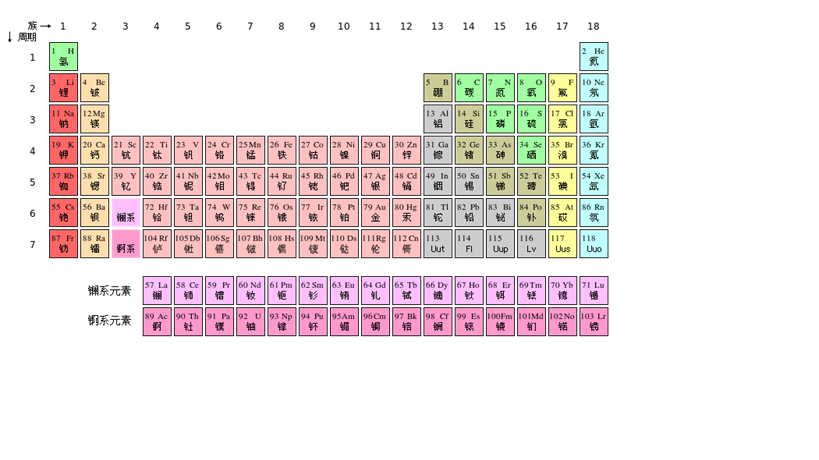 族 → 1 2 3 4 5 6 7 8 9 10 11 12 13 14 15 16 17 18
↓ 周期
1 1 H 氢 2 He 氦
2 3 Li 锂 4 Be 铍 5 B 硼 6 C 碳 7 N 氮 8 O 氧 9 F 氟 10 Ne 氖
3 11 Na 钠 12 Mg 镁 13 Al 铝 14 Si 硅 15 P 磷 16 S 硫 17 Cl 氯 18 Ar 氩
4 19 K 钾 20 Ca 钙 21 Sc 钪 22 Ti 钛 23 V 钒 24 Cr 铬 25 Mn 锰 26 Fe 铁 27 Co 钴 28 Ni 镍 29 Cu 铜 30 Zn 锌 31 Ga 镓 32 Ge 锗 33 As 砷 34 Se 硒 35 Br 溴 36 Kr 氪
5 37 Rb 铷 38 Sr 锶 39 Y 钇 40 Zr 锆 41 Nb 铌 42 Mo 钼 43 Tc 锝 44 Ru 钌 45 Rh 铑 46 Pd 钯 47 Ag 银 48 Cd 镉 49 In 铟 50 Sn 锡 51 Sb 锑 52 Te 碲 53 I 碘 54 Xe 氙
6 55 Cs 铯 56 Ba 钡 镧系 72 Hf 铪 73 Ta 钽 74 W 钨 75 Re 铼 76 Os 锇 77 Ir 铱 78 Pt 铂 79 Au 金 80 Hg 汞 81 Tl 铊 82 Pb 铅 83 Bi 铋 84 Po 钋 85 At 砹 86 Rn 氡
7 87 Fr 钫 88 Ra 镭 锕系 104 Rf 𬬻 105 Db 𬭊 106 Sg 𬭳 107 Bh 𬭛 108 Hs 𬭶 109 Mt 鿏 110 Ds 𫟼 111 Rg 𬬭 112 Cn 鿔 113 Uut 114 Fl 115 Uup 116 Lv 117 Uus 118 Uuo
镧系元素 57 La 镧 58 Ce 铈 59 Pr 镨 60 Nd 钕 61 Pm 钷 62 Sm 钐 63 Eu 铕 64 Gd 钆 65 Tb 铽 66 Dy 镝 67 Ho 钬 68 Er 铒 69 Tm 铥 70 Yb 镱 71 Lu 镥
锕系元素 89 Ac 锕 90 Th 钍 91 Pa 镤 92 U 铀 93 Np 镎 94 Pu 钚 95 Am 镅 96 Cm 锔 97 Bk 锫 98 Cf 锎 99 Es 锿 100 Fm 镄 101 Md 钔 102 No 锘 103 Lr 铹